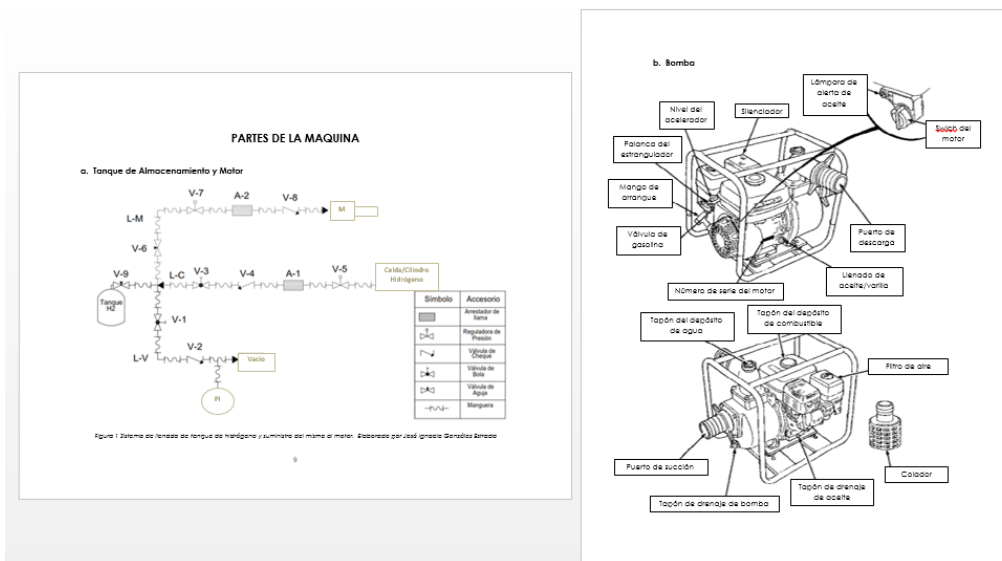 PARTES DE LA MAQUINA
a. Tanque de Almacenamiento y Motor
V-7
A-2
V-8
M
L-M
V-6
V-9
L-C
V-3
V-4
A-1
V-5
Celda/Cilindro
Hidrógeno
Tanque
H2
V-1
L-V
V-2
Vacío
PI
Símbolo
Accesorio
Arrestador de
flama
Reguladora de
Presión
Válvula de
Cheque
Válvula de
Bola
Válvula de
Aguja
Manguera
Figura 1 Sistema de llenado de tanque de hidrógeno y suministro del mismo al motor. Elaborado por José Ignacio González Estrada
9
b. Bomba
Lámpara de
alerta de
aceite
Nivel del
acelerador
Silenciador
Switch del
motor
Palanca del
estrangulador
Mango de
arranque
Válvula de
gasolina
Puerto de
descarga
Llenado de
aceite/varilla
Número de serie del motor
Tapón del depósito
de agua
Tapón del depósito
de combustible
Filtro de aire
Puerto de succión
Colador
Tapón de drenaje
de aceite
Tapón de drenaje de bomba